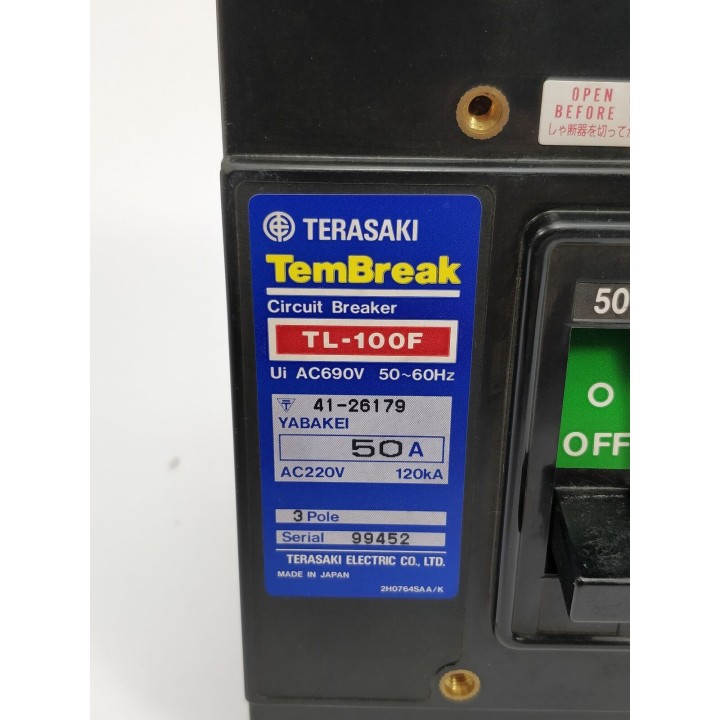 OPEN
BEFORE
しゃ断器を切ってか
TERASAKI
TemBreak
Circuit Breaker
TL-100F
Ui AC690V 50~60Hz
41-26179
YABAKEI
50 A
AC220V 120kA
3 Pole
Serial 99452
TERASAKI ELECTRIC CO., LTD.
MADE IN JAPAN
2H0764SAA/K
50
O
OFF